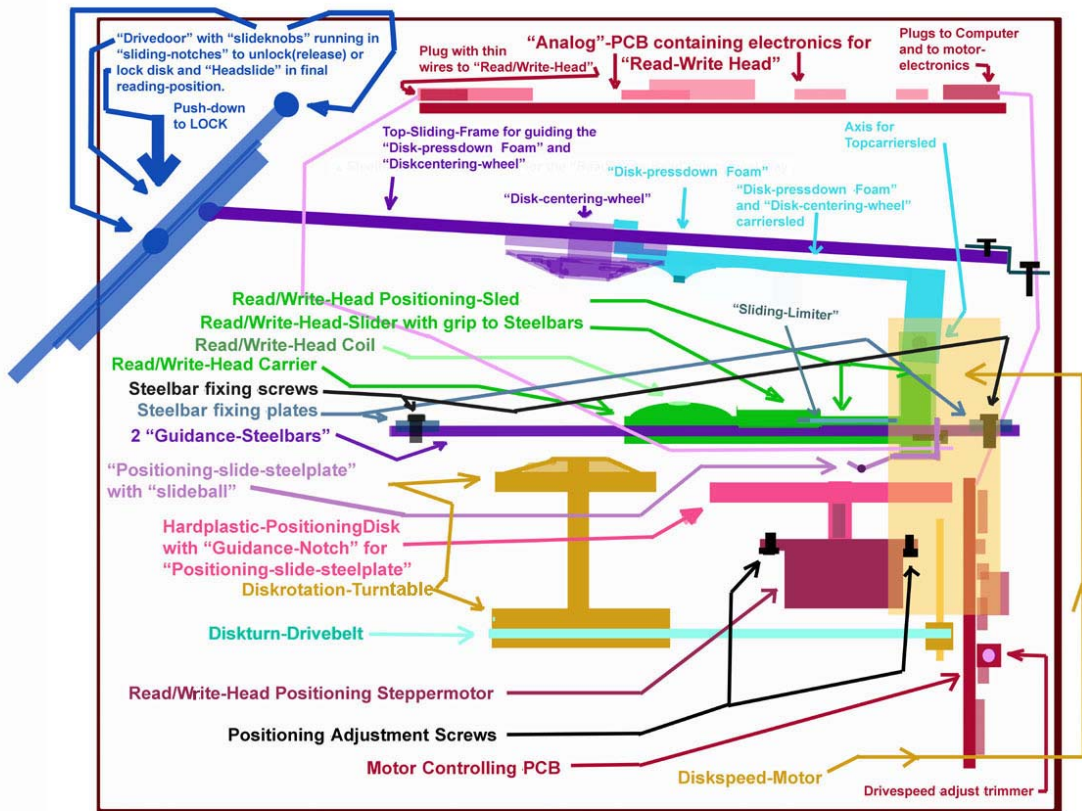 “Drivedoor” with “slideknobs” running in
“sliding-notches” to unlock(release) or
lock disk and “Headslide” in final
reading-position.
Push-down
to LOCK
Plug with thin
wires to “Read/Write-Head”
“Analog”-PCB containing electronics for
“Read-Write Head”
Plugs to Computer
and to motor-
electronics
Top-Sliding-Frame for guiding the
“Disk-pressdown Foam” and
“Diskcentering-wheel”
Axis for
Topcarriersled
“Disk-pressdown Foam”
“Disk-centering-wheel”
“Disk-pressdown Foam”
and “Disk-centering-wheel”
carriersled
Read/Write-Head Positioning-Sled
Read/Write-Head-Slider with grip to Steelbars
“Sliding-Limiter”
Read/Write-Head Coil
Read/Write-Head Carrier
Steelbar fixing screws
Steelbar fixing plates
2 “Guidance-Steelbars”
“Positioning-slide-steelplate”
with “slideball”
Hardplastic-PositioningDisk
with “Guidance-Notch” for
“Positioning-slide-steelplate”
Diskrotation-Turntable
Diskturn-Drivebelt
Read/Write-Head Positioning Steppermotor
Positioning Adjustment Screws
Motor Controlling PCB
Diskspeed-Motor
Drivespeed adjust trimmer